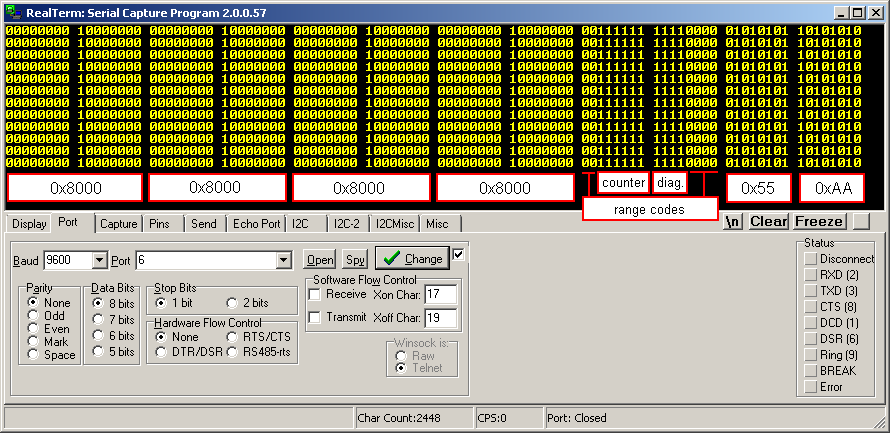 RealTerm: Serial Capture Program 2.0.0.57
00000000 10000000 00000000 10000000 00000000 10000000 00000000 10000000 00111111 11110000 01010101 10101010
00000000 10000000 00000000 10000000 00000000 10000000 00000000 10000000 00111111 11110000 01010101 10101010
00000000 10000000 00000000 10000000 00000000 10000000 00000000 10000000 00111111 11110000 01010101 10101010
00000000 10000000 00000000 10000000 00000000 10000000 00000000 10000000 00111111 11110000 01010101 10101010
00000000 10000000 00000000 10000000 00000000 10000000 00000000 10000000 00111111 11110000 01010101 10101010
00000000 10000000 00000000 10000000 00000000 10000000 00000000 10000000 00111111 11110000 01010101 10101010
00000000 10000000 00000000 10000000 00000000 10000000 00000000 10000000 00111111 11110000 01010101 10101010
00000000 10000000 00000000 10000000 00000000 10000000 00000000 10000000 00111111 11110000 01010101 10101010
00000000 10000000 00000000 10000000 00000000 10000000 00000000 10000000 00111111 11110000 01010101 10101010
00000000 10000000 00000000 10000000 00000000 10000000 00000000 10000000 00111111 11110000 01010101 10101010
00000000 10000000 00000000 10000000 00000000 10000000 00000000 10000000 00111111 11110000 01010101 10101010
00000000 10000000 00000000 10000000 00000000 10000000 00000000 10000000 00111111 11110000 01010101 10101010
0x8000 0x8000 0x8000 0x8000 counter diag. 0x55 0xAA
range codes
Display Port Capture Pins Send Echo Port I2C I2C-2 I2CMisc Misc \n Clear Freeze
Baud 9600 Port 6 Open Spy Change
Parity
None
Odd
Even
Mark
Space
Data Bits
8 bits
7 bits
6 bits
5 bits
Stop Bits
1 bit 2 bits
Hardware Flow Control
None RTS/CTS
DTR/DSR RS485-rts
Software Flow Control
Receive Xon Char: 17
Transmit Xoff Char: 19
Winsock is:
Raw
Telnet
Status
Disconnect
RXD (2)
TXD (3)
CTS (8)
DCD (1)
DSR (6)
Ring (9)
BREAK
Error
Char Count:2448 CPS:0 Port: Closed